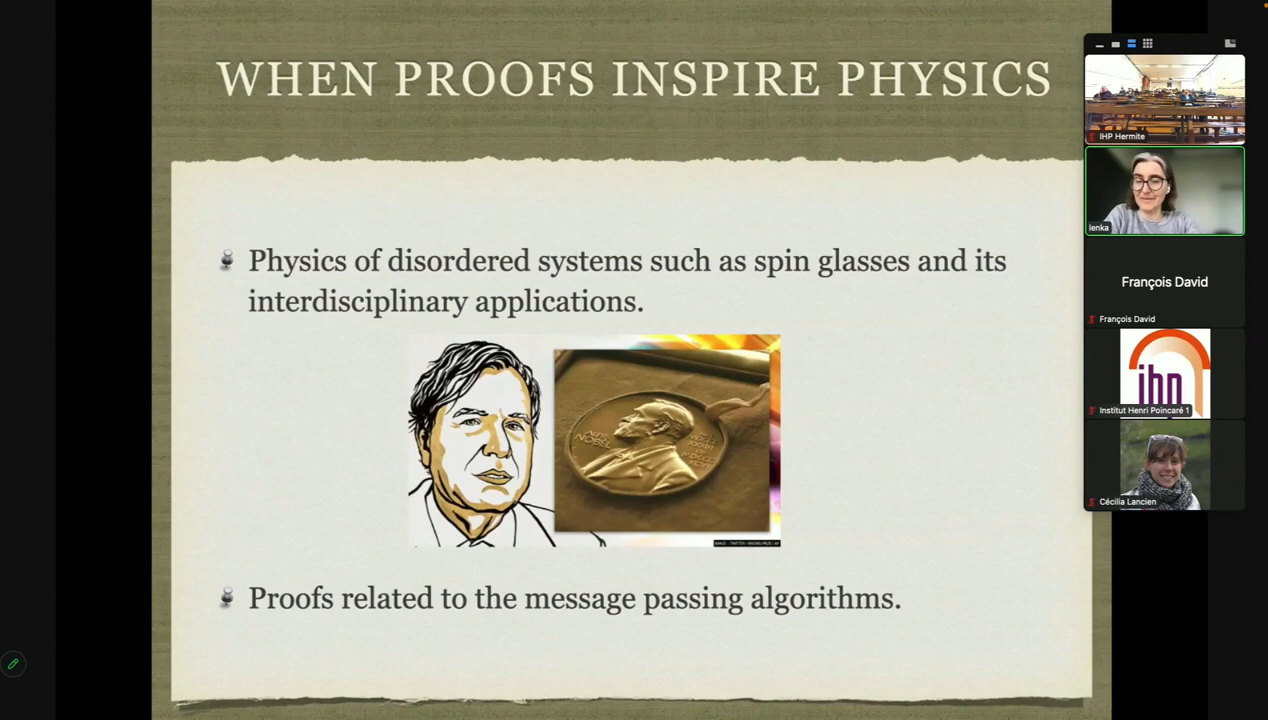 WHEN PROOFS INSPIRE PHYSICS
Physics of disordered systems such as spin glasses and its
interdisciplinary applications.
Proofs related to the message passing algorithms.
IHP Hermite
lenka
François David
François David
ihp
Institut Henri Poincaré 1
Cécilia Lancien